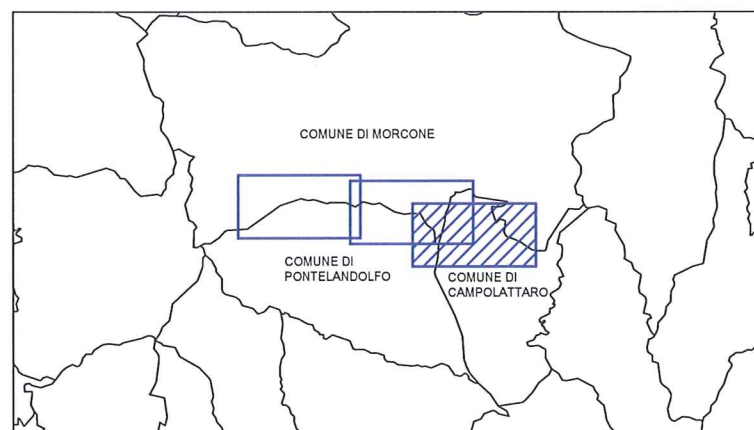 COMUNE DI MORCONE
COMUNE DI
PONTELANDOLFO
COMUNE DI
CAMPOLATTARO